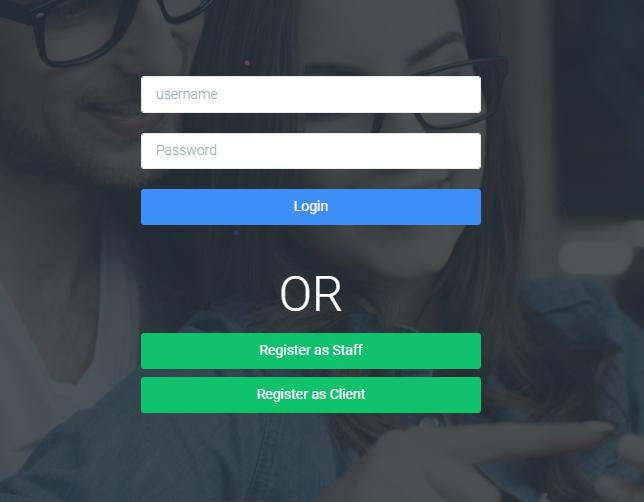 username
Password
Login
OR
Register as Staff
Register as Client